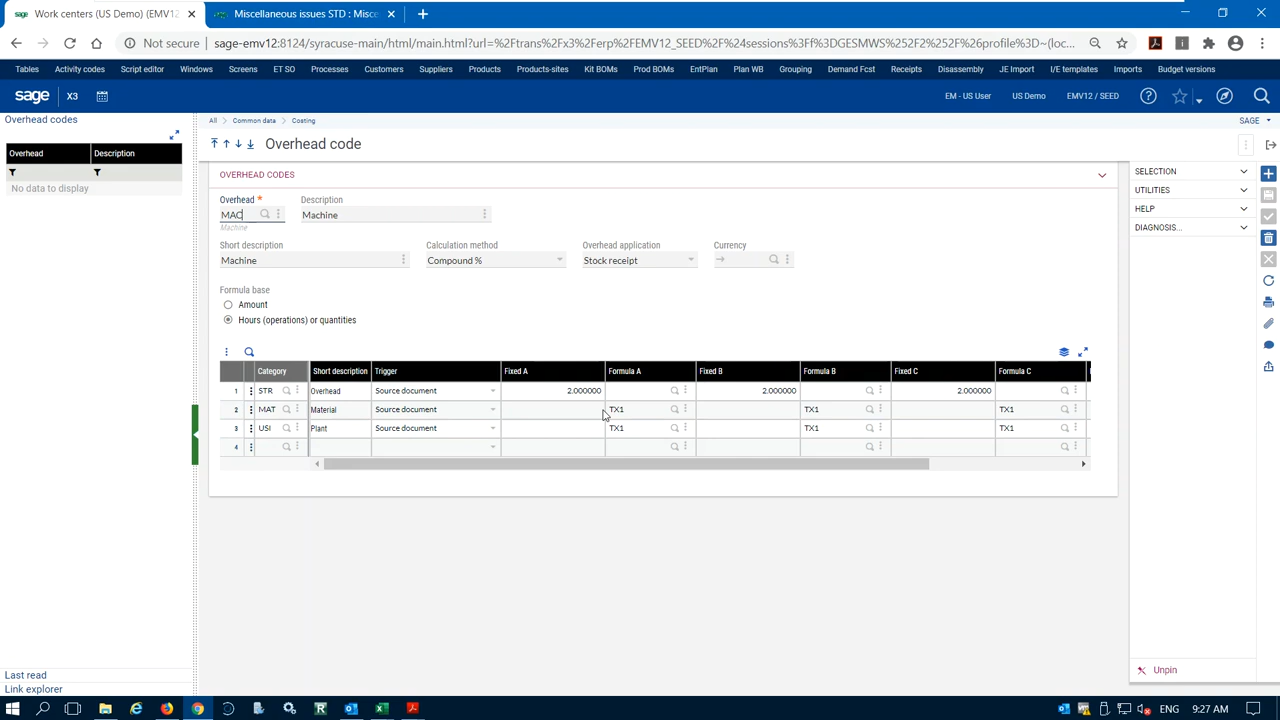 Work centers (US Demo) (EMV12
Miscellaneous issues STD : Misce
Not secure | sage-emv12:8124/syracuse-main/html/main.html?url=%2Ftrans%2Fx3%2Ferp%2FEMV12_SEED%2F%24sessions%3Ff%3DGESMWS%252F2%252F%26profile%3D~(loc...
Tables Activity codes Script editor Windows Screens ET SO Processes Customers Suppliers Products Products-sites Kit BOMs Prod BOMs EntPlan Plan WB Grouping Demand Fcst Receipts Disassembly JE Import I/E templates Imports Budget versions
sage X3 EM - US User US Demo EMV12 / SEED
Overhead codes
All Common data Costing SAGE
Overhead code
Overhead Description
No data to display
OVERHEAD CODES
SELECTION
UTILITIES
HELP
DIAGNOSIS...
Overhead * Description
MAC Machine
Machine
Short description Calculation method Overhead application Currency
Machine Compound % Stock receipt
Formula base
Amount
Hours (operations) or quantities
Category Short description Trigger Fixed A Formula A Fixed B Formula B Fixed C Formula C
1 STR Overhead Source document 2.000000 2.000000 2.000000
2 MAT Material Source document TX1 TX1 TX1
3 USI Plant Source document TX1 TX1 TX1
4
Last read
Link explorer
Unpin
ENG 9:27 AM